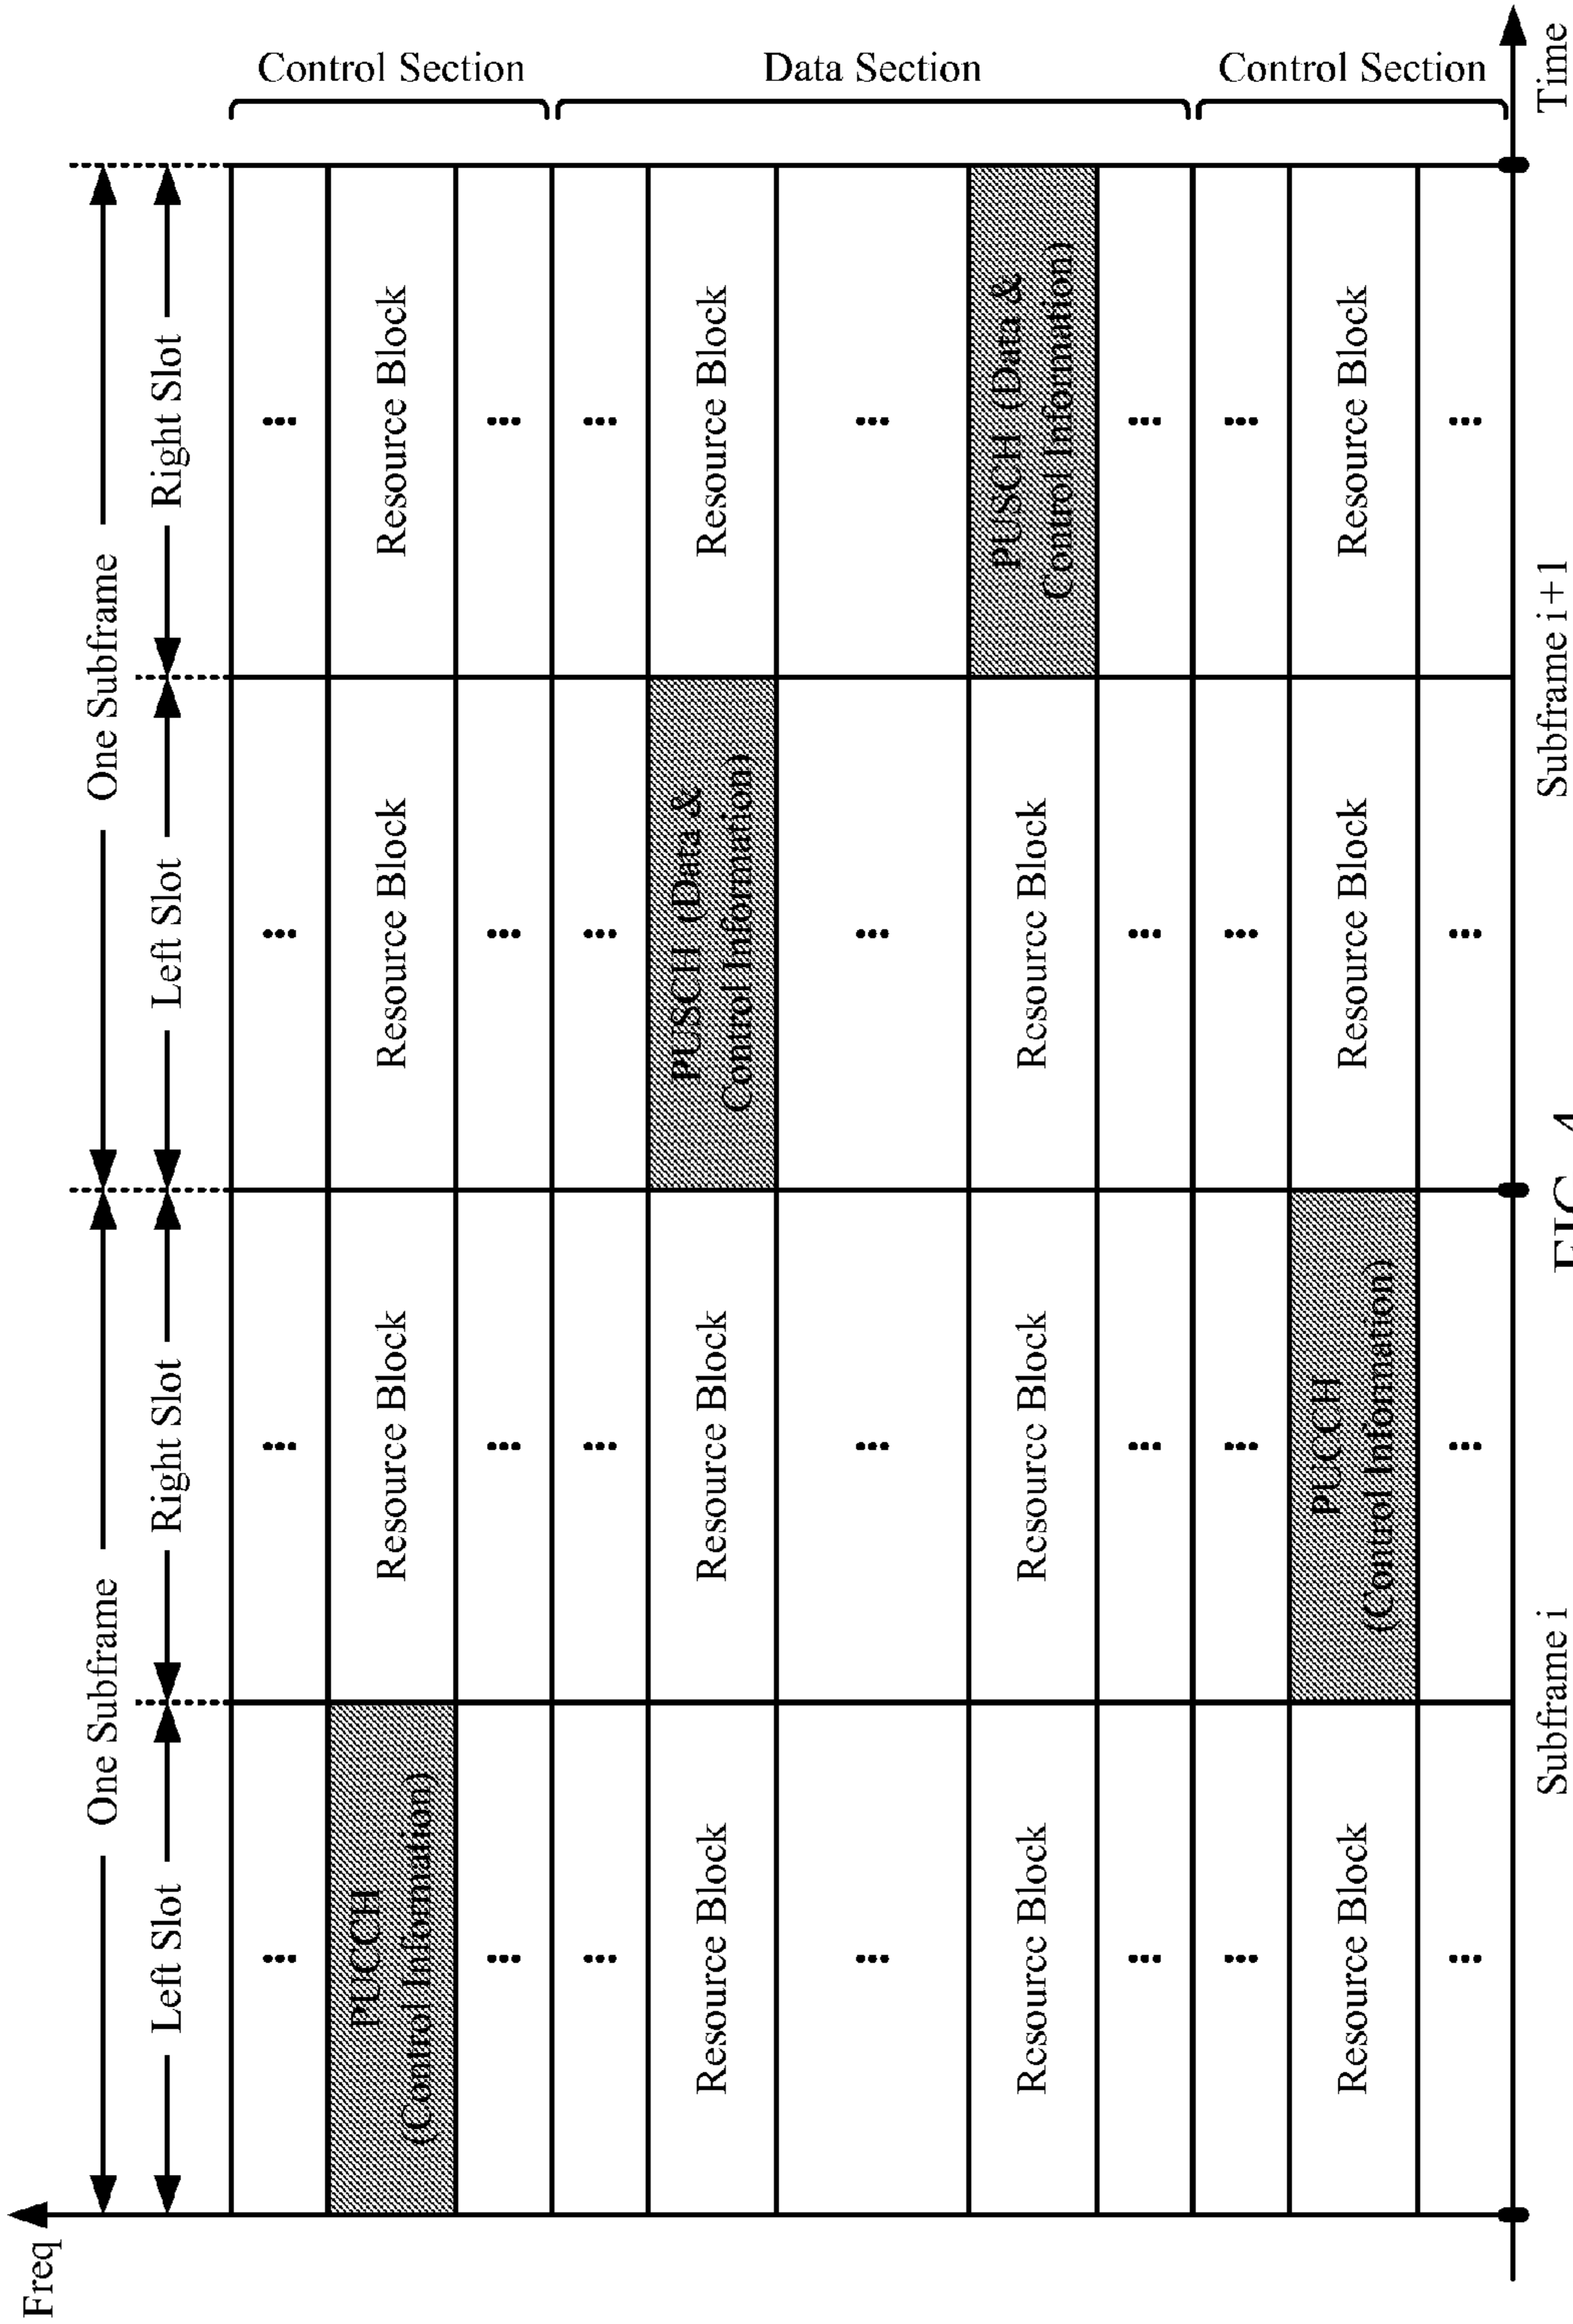 Freq
One Subframe
One Subframe
Left Slot
Right Slot
Left Slot
Right Slot
Control Section
PUCCH
(Control Information)
Resource Block
Resource Block
Resource Block
Data Section
Resource Block
Resource Block
PUSCH (Data &
Control Information)
Resource Block
Resource Block
Resource Block
Resource Block
PUSCH (Data &
Control Information)
Control Section
Resource Block
PUCCH
(Control Information)
Resource Block
Resource Block
Subframe i
Subframe i+1
Time
FIG. 4